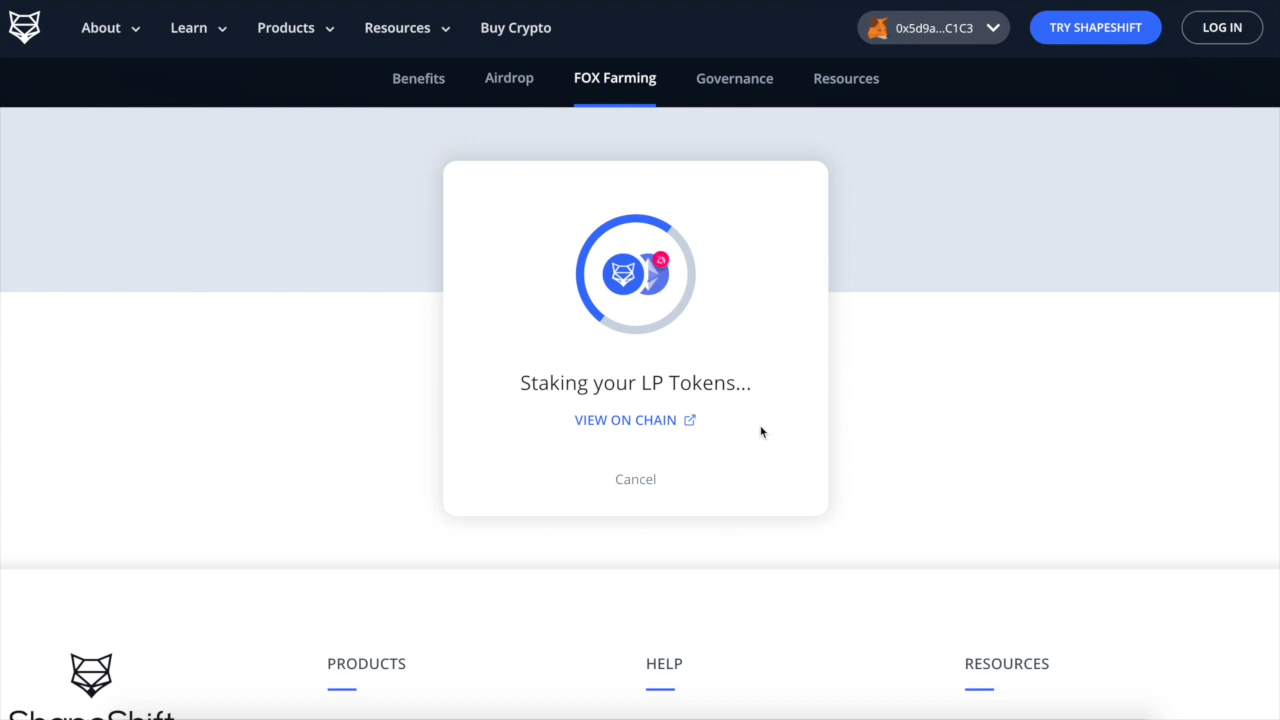 About Learn Products Resources Buy Crypto 0x5d9a...C1C3 TRY SHAPESHIFT LOG IN
Benefits Airdrop FOX Farming Governance Resources
Staking your LP Tokens...
VIEW ON CHAIN
Cancel
PRODUCTS HELP RESOURCES
ShapeShift